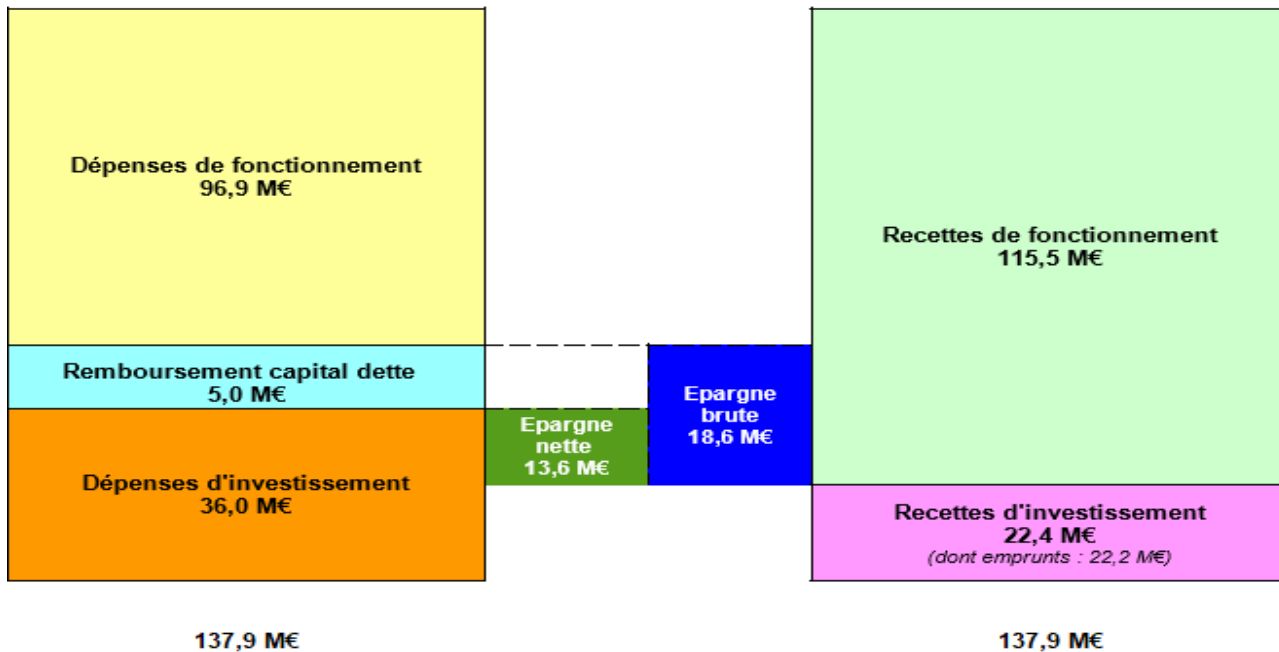 Dépenses de fonctionnement
96,9 M€
Remboursement capital dette
5,0 M€
Dépenses d'investissement
36,0 M€
137,9 M€
Epargne
nette
13,6 M€
Epargne
brute
18,6 M€
Recettes de fonctionnement
115,5 M€
Recettes d'investissement
22,4 M€
(dont emprunts : 22,2 M€)
137,9 M€